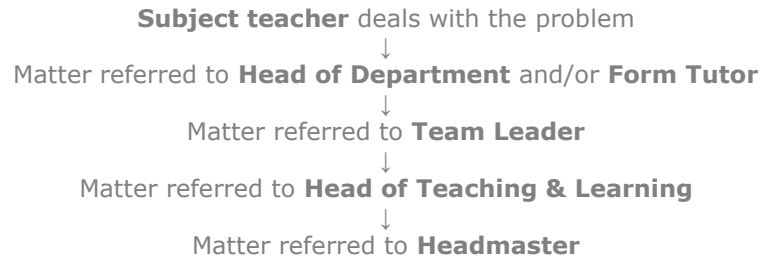 Subject teacher deals with the problem
↓
Matter referred to Head of Department and/or Form Tutor
↓
Matter referred to Team Leader
↓
Matter referred to Head of Teaching & Learning
↓
Matter referred to Headmaster